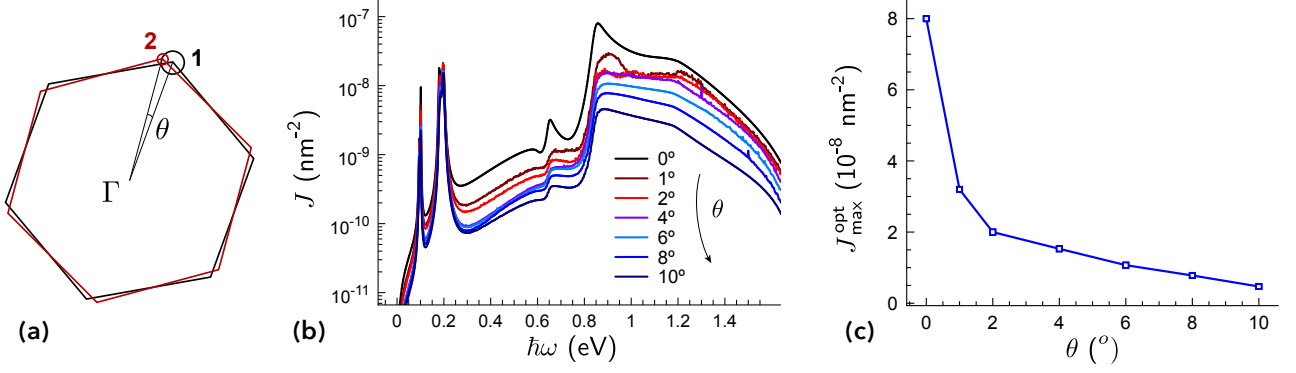 2
1
θ
Γ
(a)
J (nm⁻²)
10⁻⁷
10⁻⁸
10⁻⁹
10⁻¹⁰
10⁻¹¹
0º
1º
2º
4º
6º
8º
10º
θ
0 0.2 0.4 0.6 0.8 1 1.2 1.4
ħω (eV)
(b)
J_max^opt (10⁻⁸ nm⁻²)
8
6
4
2
0
0 2 4 6 8 10
θ (°)
(c)